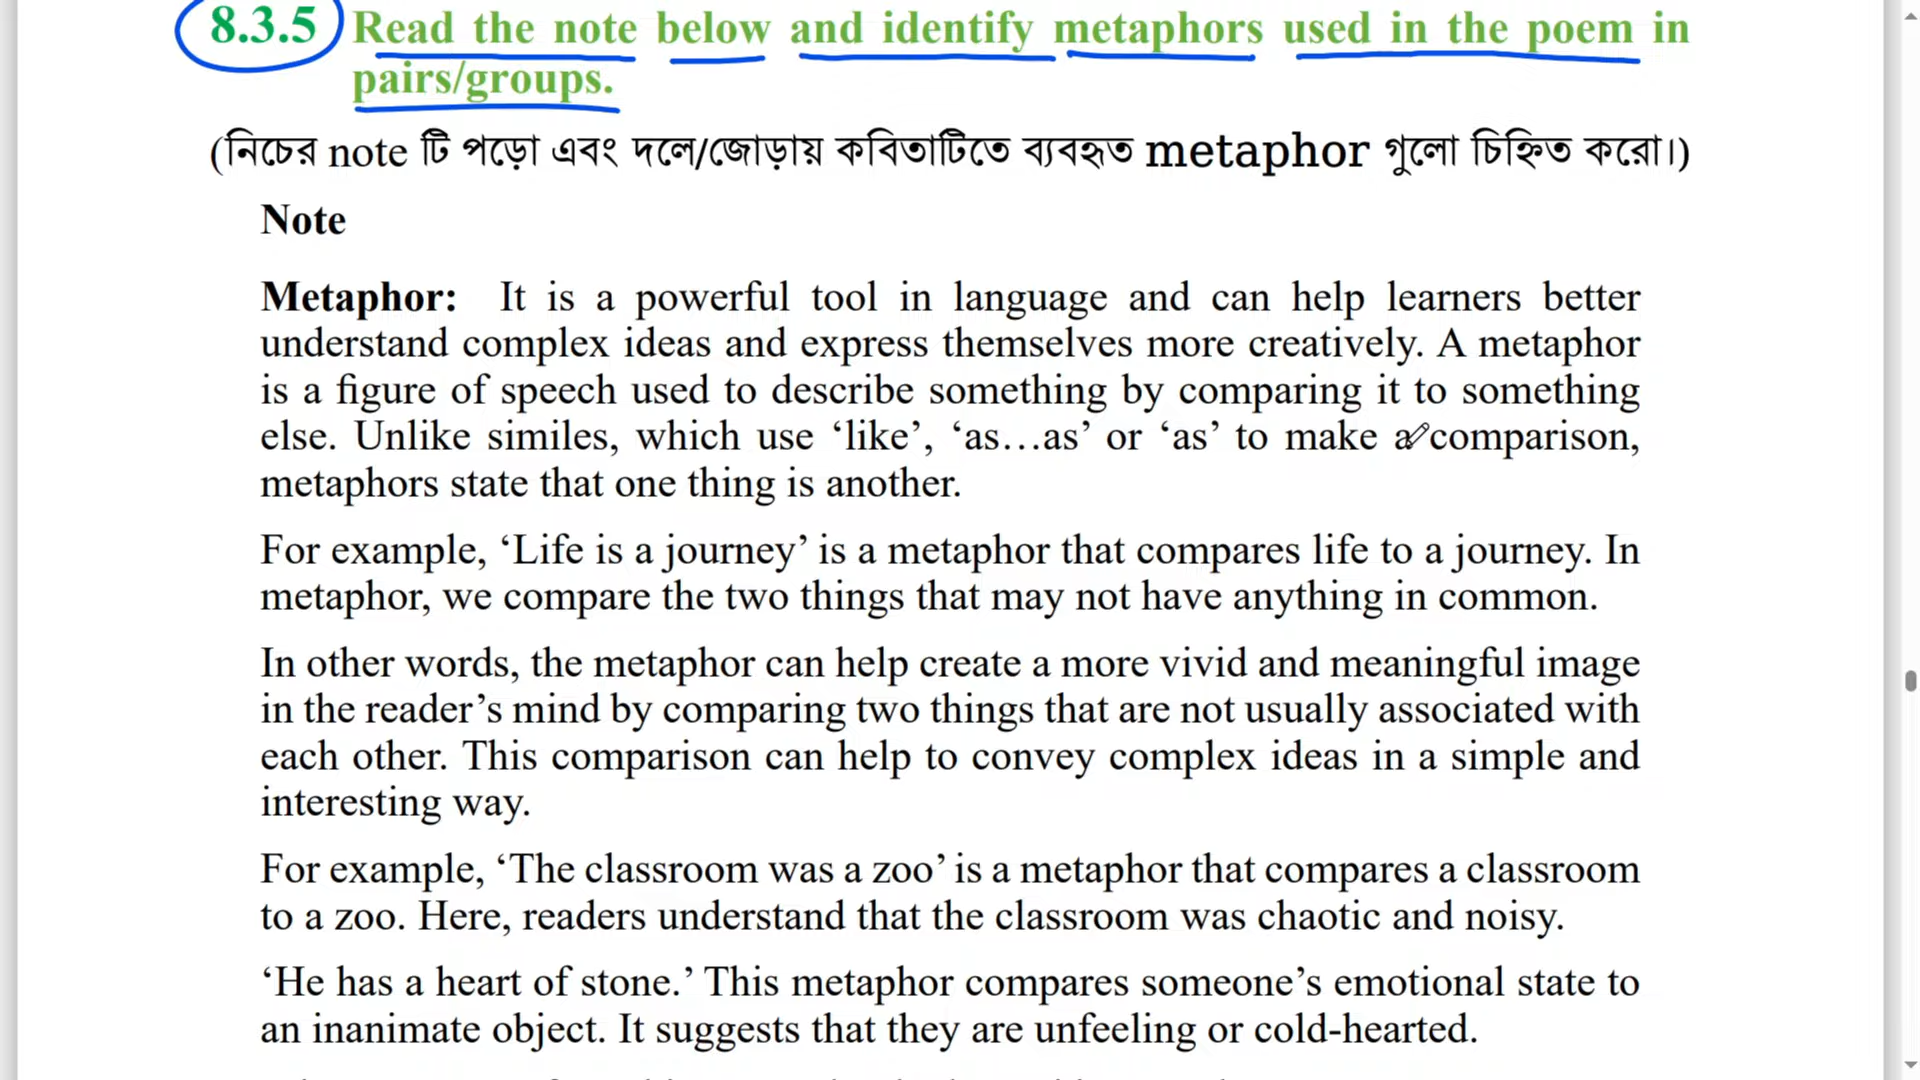 8.3.5 Read the note below and identify metaphors used in the poem in
pairs/groups.
(নিচের note টি পড়ো এবং দলে/জোড়ায় কবিতাটিতে ব্যবহৃত metaphor গুলো চিহ্নিত করো।)
Note
Metaphor: It is a powerful tool in language and can help learners better
understand complex ideas and express themselves more creatively. A metaphor
is a figure of speech used to describe something by comparing it to something
else. Unlike similes, which use ‘like’, ‘as…as’ or ‘as’ to make a comparison,
metaphors state that one thing is another.
For example, ‘Life is a journey’ is a metaphor that compares life to a journey. In
metaphor, we compare the two things that may not have anything in common.
In other words, the metaphor can help create a more vivid and meaningful image
in the reader’s mind by comparing two things that are not usually associated with
each other. This comparison can help to convey complex ideas in a simple and
interesting way.
For example, ‘The classroom was a zoo’ is a metaphor that compares a classroom
to a zoo. Here, readers understand that the classroom was chaotic and noisy.
‘He has a heart of stone.’ This metaphor compares someone’s emotional state to
an inanimate object. It suggests that they are unfeeling or cold-hearted.